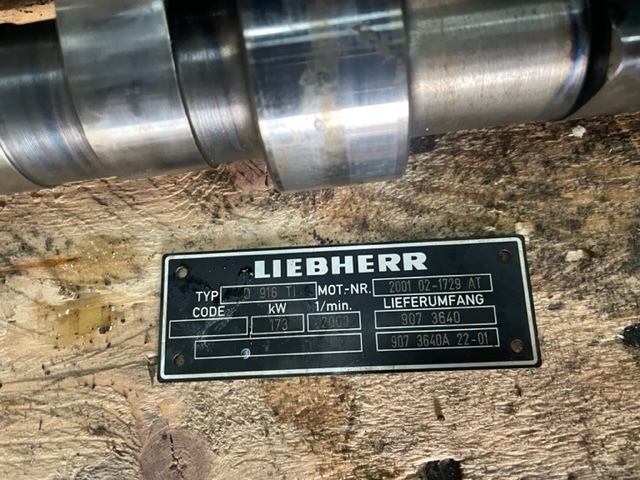 LIEBHERR
TYP D 916 TI MOT.-NR. 2001 02-1729 AT
CODE kW 1/min. LIEFERUMFANG
173 2000 907 3640
907 3640A 22-01